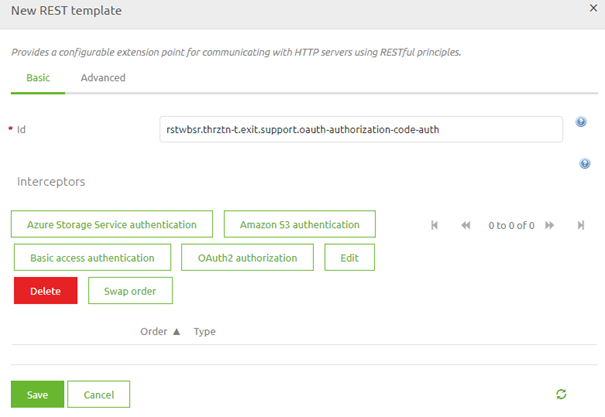 New REST template
×
Provides a configurable extension point for communicating with HTTP servers using RESTful principles.
Basic Advanced
* Id rstwbsr.thrztn-t.exit.support.oauth-authorization-code-auth
Interceptors
Azure Storage Service authentication Amazon S3 authentication 0 to 0 of 0
Basic access authentication OAuth2 authorization Edit
Delete Swap order
Order ▲ Type
Save Cancel